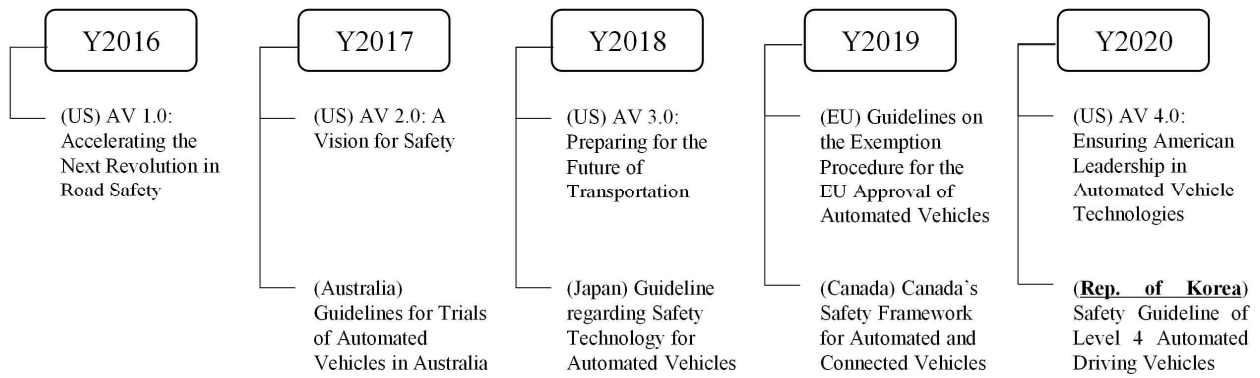 Y2016
(US) AV 1.0:
Accelerating the
Next Revolution in
Road Safety
Y2017
(US) AV 2.0: A
Vision for Safety
(Australia)
Guidelines for Trials
of Automated
Vehicles in Australia
Y2018
(US) AV 3.0:
Preparing for the
Future of
Transportation
(Japan) Guideline
regarding Safety
Technology for
Automated Vehicles
Y2019
(EU) Guidelines on
the Exemption
Procedure for the
EU Approval of
Automated Vehicles
(Canada) Canada's
Safety Framework
for Automated and
Connected Vehicles
Y2020
(US) AV 4.0:
Ensuring American
Leadership in
Automated Vehicle
Technologies
(Rep. of Korea)
Safety Guideline of
Level 4 Automated
Driving Vehicles